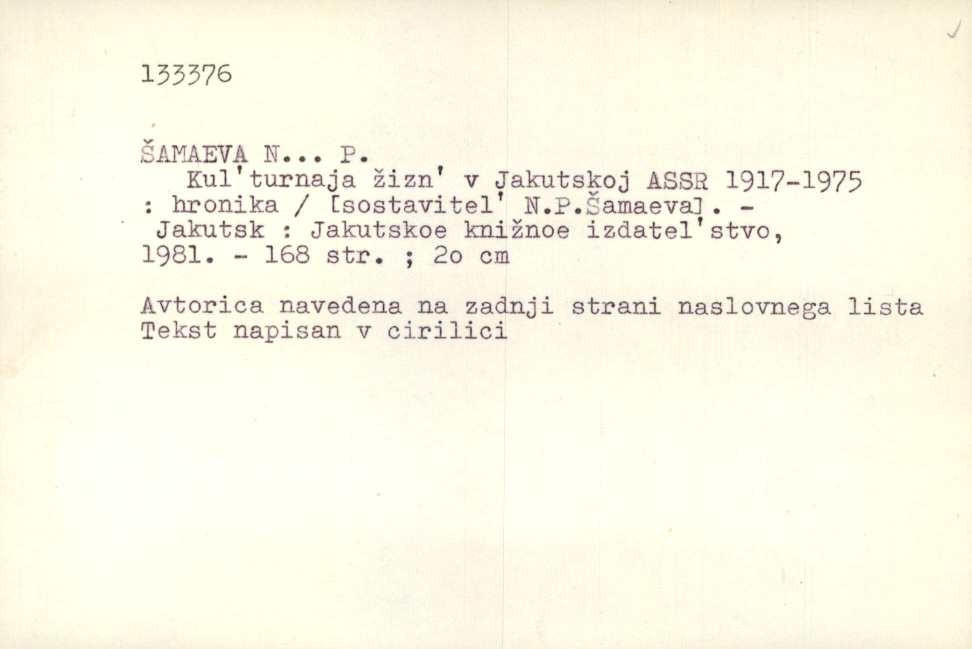 133376
ŠAMAEVA N... P.
Kul'turnaja žizn' v Jakutskoj ASSR 1917-1975
: hronika / [sostavitel' N.P.Šamaeva]. -
Jakutsk : Jakutskoe knižnoe izdatel'stvo,
1981. - 168 str. ; 2o cm
Avtorica navedena na zadnji strani naslovnega lista
Tekst napisan v cirilici